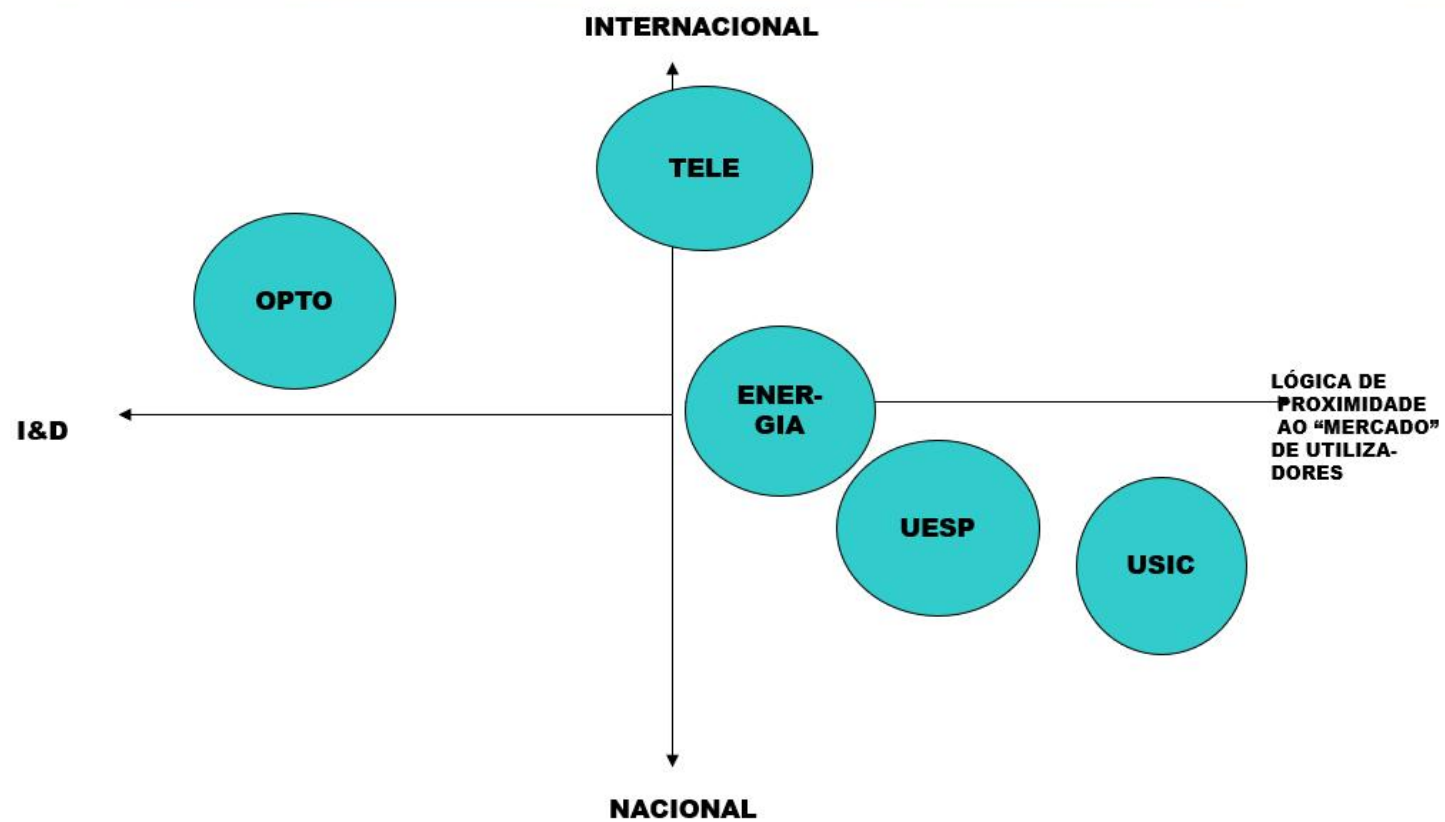 INTERNACIONAL
TELE
OPTO
ENER-
GIA
LÓGICA DE
PROXIMIDADE
AO “MERCADO”
DE UTILIZA-
DORES
I&D
UESP
USIC
NACIONAL